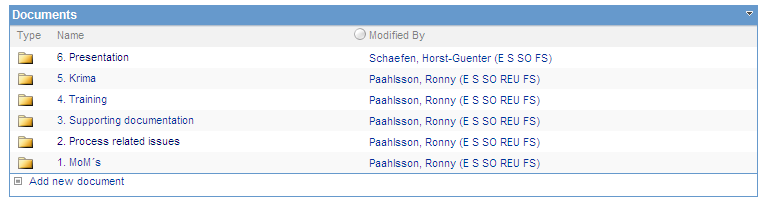 Documents
Type Name Modified By
6. Presentation Schaefen, Horst-Guenter (E S SO FS)
5. Krima Paahlsson, Ronny (E S SO REU FS)
4. Training Paahlsson, Ronny (E S SO REU FS)
3. Supporting documentation Paahlsson, Ronny (E S SO REU FS)
2. Process related issues Paahlsson, Ronny (E S SO REU FS)
1. MoM´s Paahlsson, Ronny (E S SO REU FS)
Add new document